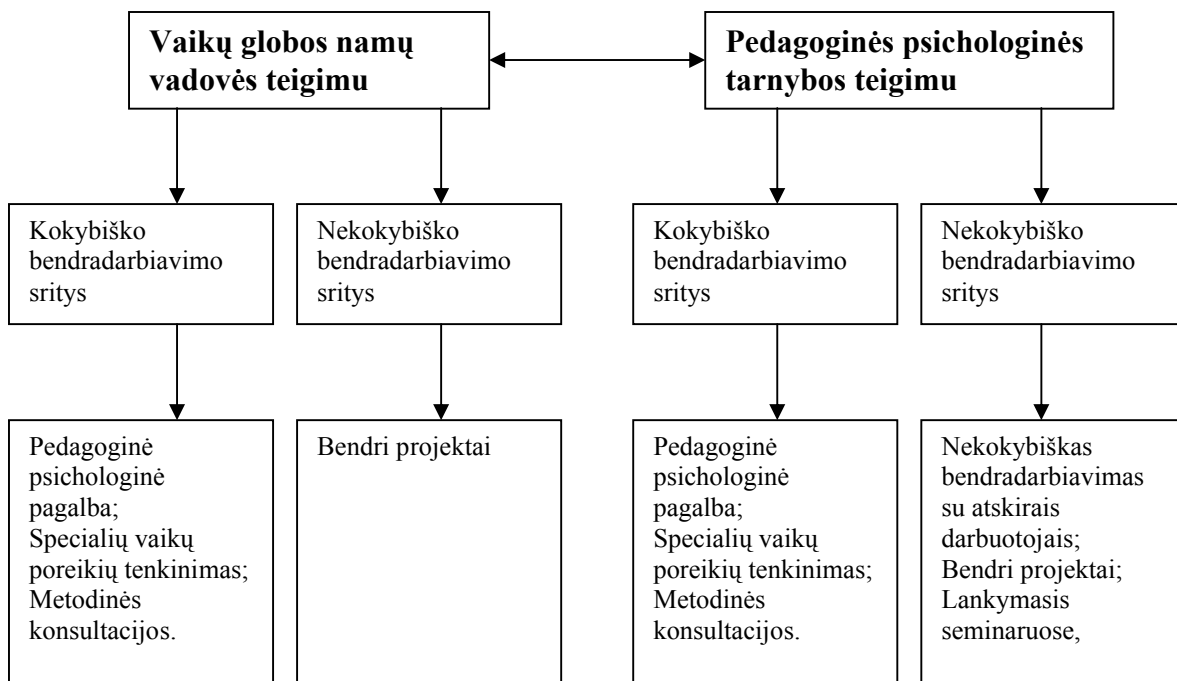 Vaikų globos namų
vadovės teigimu
Pedagoginės psichologinės
tarnybos teigimu
Kokybiško
bendradarbiavimo
sritys
Nekokybiško
bendradarbiavimo
sritys
Kokybiško
bendradarbiavimo
sritys
Nekokybiško
bendradarbiavimo
sritys
Pedagoginė
psichologinė
pagalba;
Specialių vaikų
poreikių tenkinimas;
Metodinės
konsultacijos.
Bendri projektai
Pedagoginė
psichologinė
pagalba;
Specialių vaikų
poreikių tenkinimas;
Metodinės
konsultacijos.
Nekokybiškas
bendradarbiavimas
su atskirais
darbuotojais;
Bendri projektai;
Lankymasis
seminaruose,